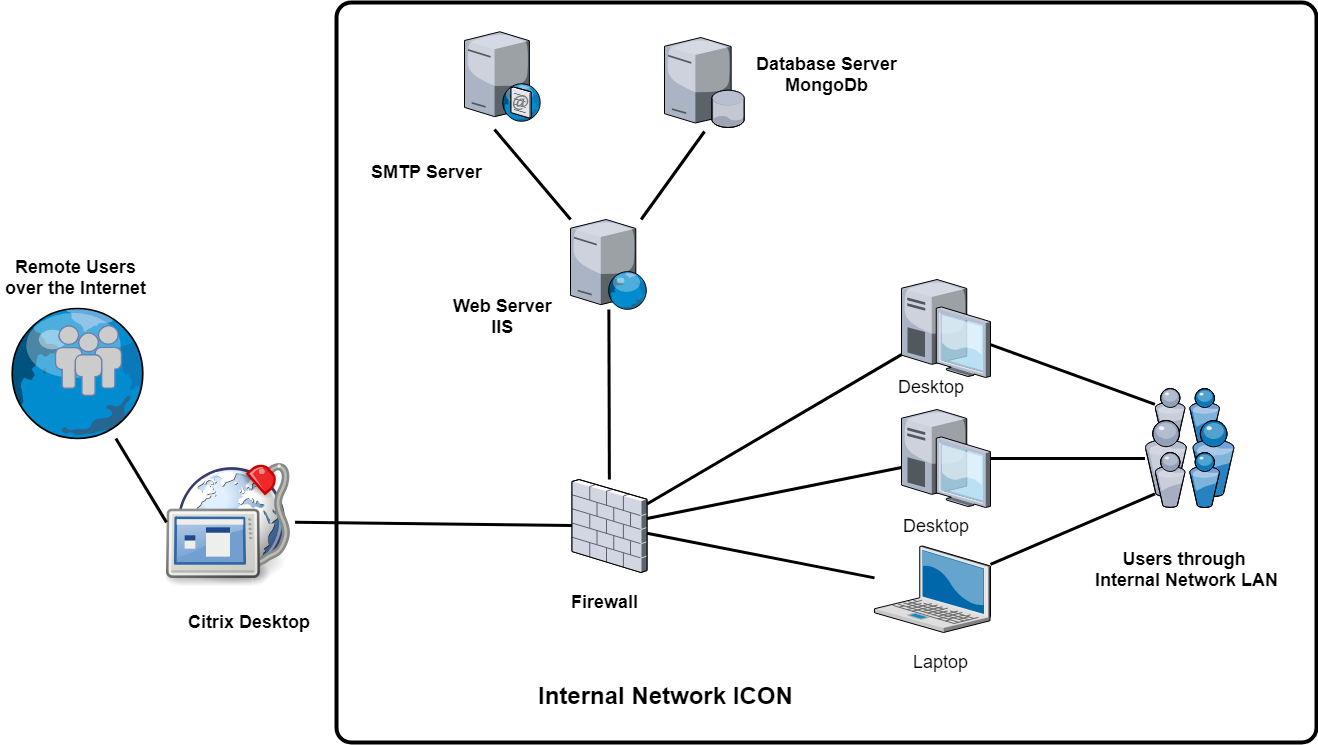 Database Server
MongoDb
SMTP Server
Remote Users
over the Internet
Web Server
IIS
Desktop
Desktop
Users through
Internal Network LAN
Firewall
Citrix Desktop
Laptop
Internal Network ICON